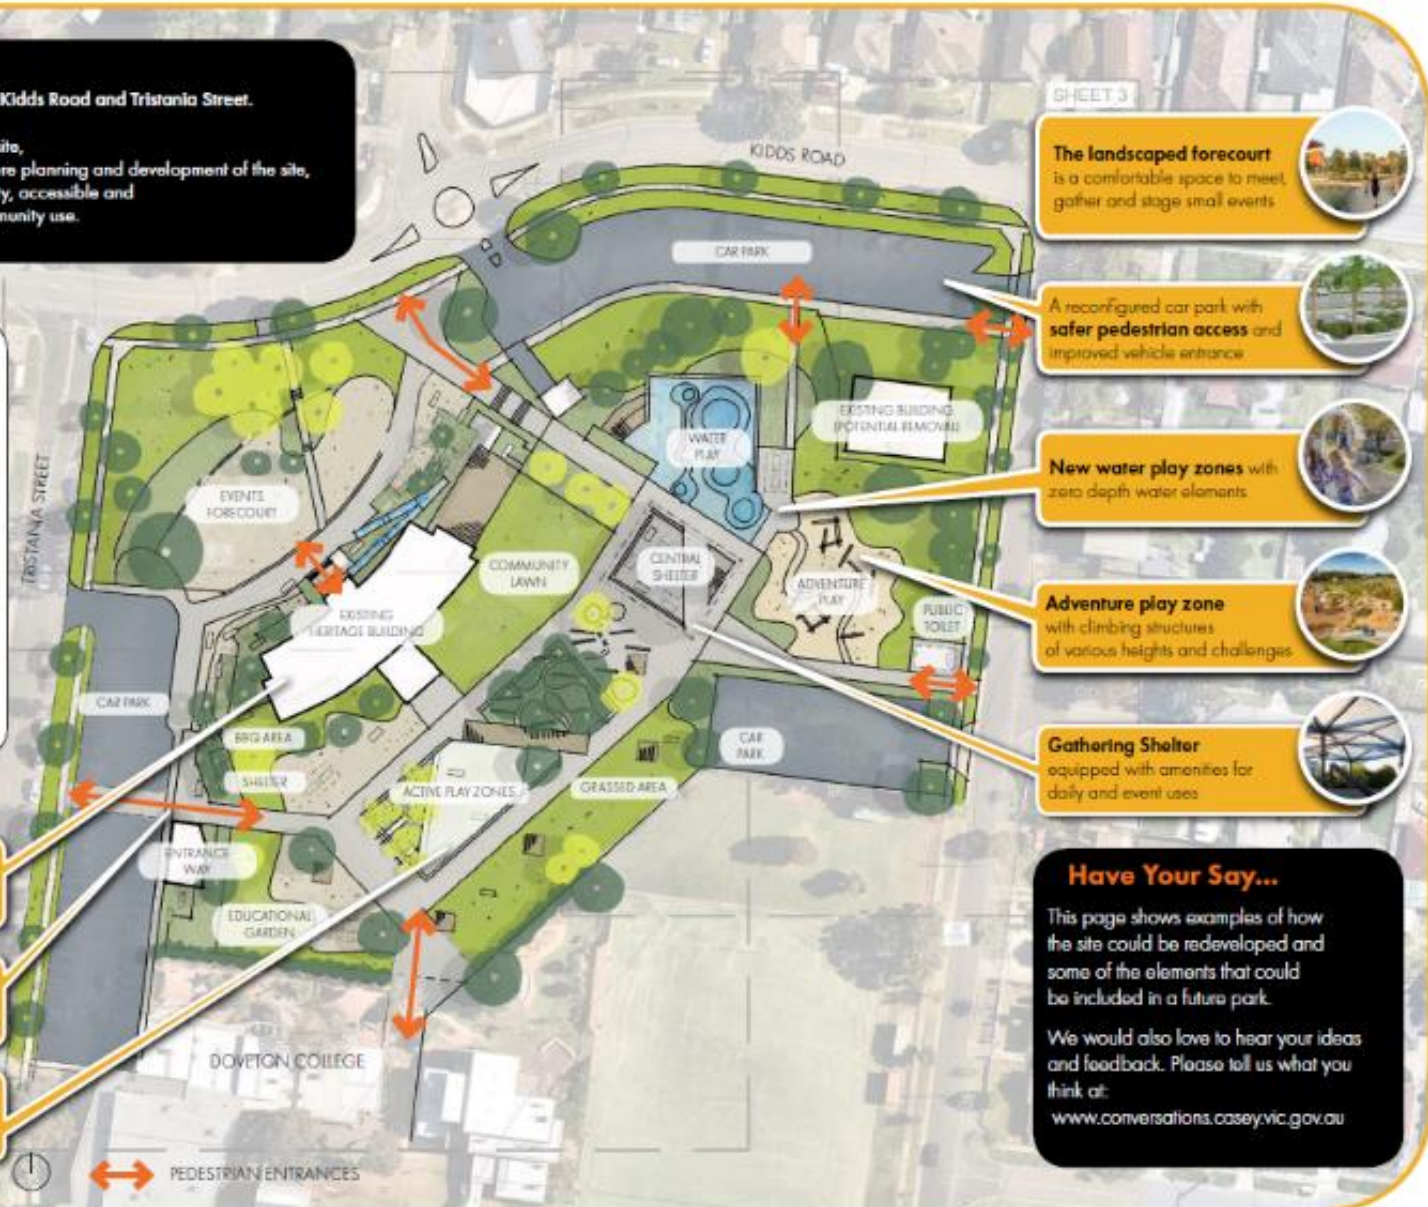 Kidds Road and Tristania Street.
site,
re planning and development of the site,
ty, accessible and
munity use.
SHEET 3
KIDDS ROAD
The landscaped forecourt
is a comfortable space to meet,
gather and stage small events
A reconfigured car park with
safer pedestrian access and
improved vehicle entrance
New water play zones with
zero depth water elements
Adventure play zone
with climbing structures
of various heights and challenges
Gathering Shelter
equipped with amenities for
daily and event uses
CAR PARK
EXISTING BUILDING
(POTENTIAL REMOVAL)
WATER
PLAY
TRISTANIA STREET
EVENTS
FORECOURT
COMMUNITY
LAWN
CENTRAL
SHELTER
ADVENTURE
PLAY
PUBLIC
TOILET
EXISTING
HERITAGE BUILDING
CAR PARK
BBQ AREA
SHELTER
ACTIVE PLAY ZONES
GRASSED AREA
CAR
PARK
ENTRANCE
WAY
EDUCATIONAL
GARDEN
DOVETON COLLEGE
PEDESTRIAN ENTRANCES
Have Your Say...
This page shows examples of how
the site could be redeveloped and
some of the elements that could
be included in a future park.
We would also love to hear your ideas
and feedback. Please tell us what you
think at:
www.conversations.casey.vic.gov.au